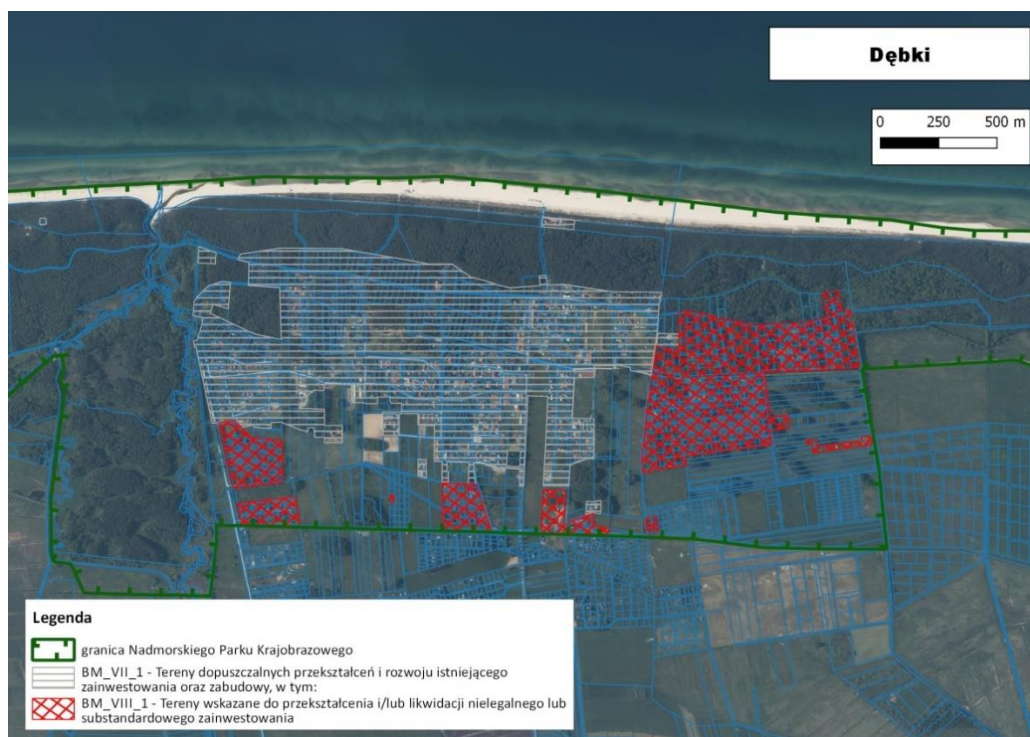 Dębki
0 250 500 m
Legenda
granica Nadmorskiego Parku Krajobrazowego
BM_VII_1 - Tereny dopuszczalnych przekształceń i rozwoju istniejącego
zainwestowania oraz zabudowy, w tym:
BM_VIII_1 - Tereny wskazane do przekształcenia i/lub likwidacji nielegalnego lub
substandardowego zainwestowania